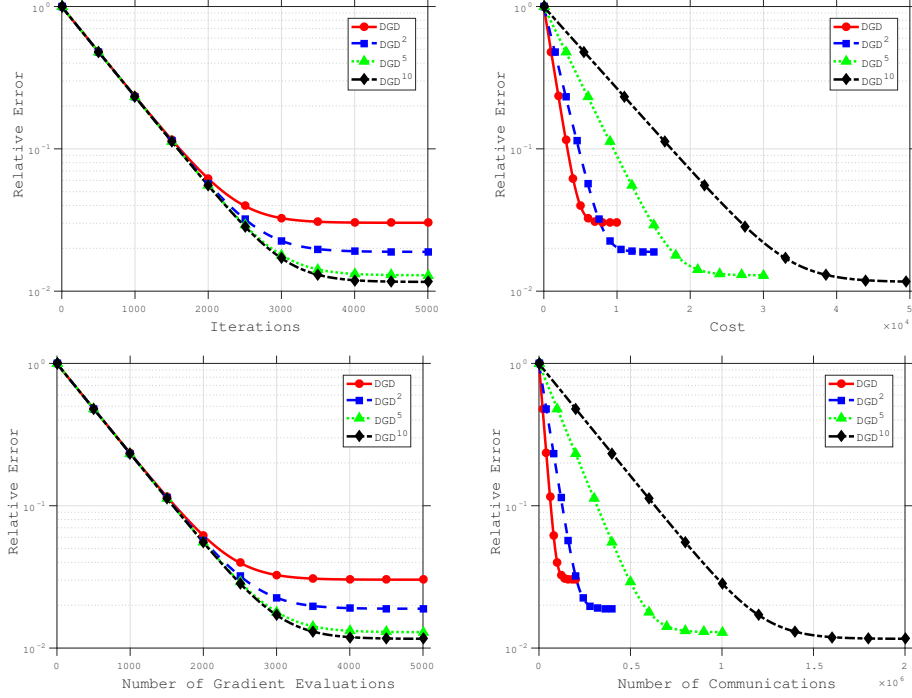 10^0
10^-1
10^-2
Relative Error
0 1000 2000 3000 4000 5000
Iterations
DGD
DGD^2
DGD^5
DGD^10
10^0
10^-1
10^-2
Relative Error
0 1 2 3 4 5
×10^4
Cost
DGD
DGD^2
DGD^5
DGD^10
10^0
10^-1
10^-2
Relative Error
0 1000 2000 3000 4000 5000
Number of Gradient Evaluations
DGD
DGD^2
DGD^5
DGD^10
10^0
10^-1
10^-2
Relative Error
0 0.5 1 1.5 2
×10^6
Number of Communications
DGD
DGD^2
DGD^5
DGD^10